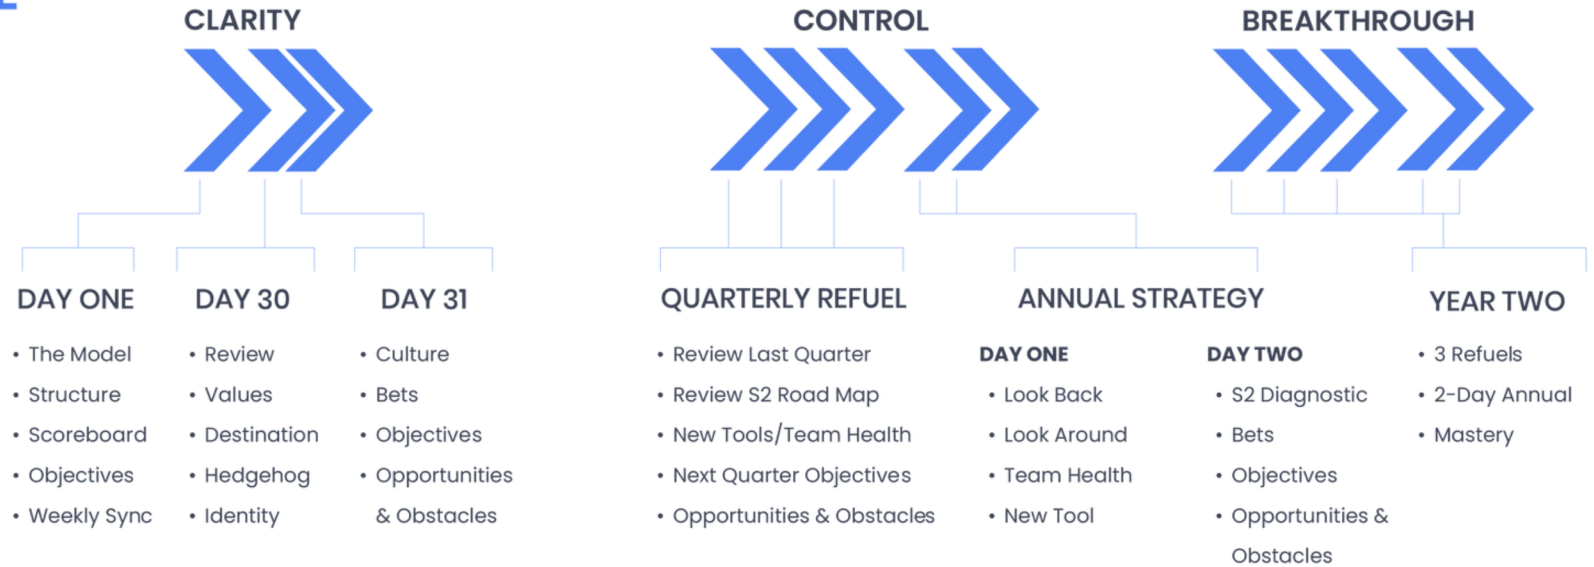 CLARITY
CONTROL
BREAKTHROUGH
DAY ONE
• The Model
• Structure
• Scoreboard
• Objectives
• Weekly Sync
DAY 30
• Review
• Values
• Destination
• Hedgehog
• Identity
DAY 31
• Culture
• Bets
• Objectives
• Opportunities
& Obstacles
QUARTERLY REFUEL
• Review Last Quarter
• Review S2 Road Map
• New Tools/Team Health
• Next Quarter Objectives
• Opportunities & Obstacles
ANNUAL STRATEGY
DAY ONE
• Look Back
• Look Around
• Team Health
• New Tool
DAY TWO
• S2 Diagnostic
• Bets
• Objectives
• Opportunities &
Obstacles
YEAR TWO
• 3 Refuels
• 2-Day Annual
• Mastery